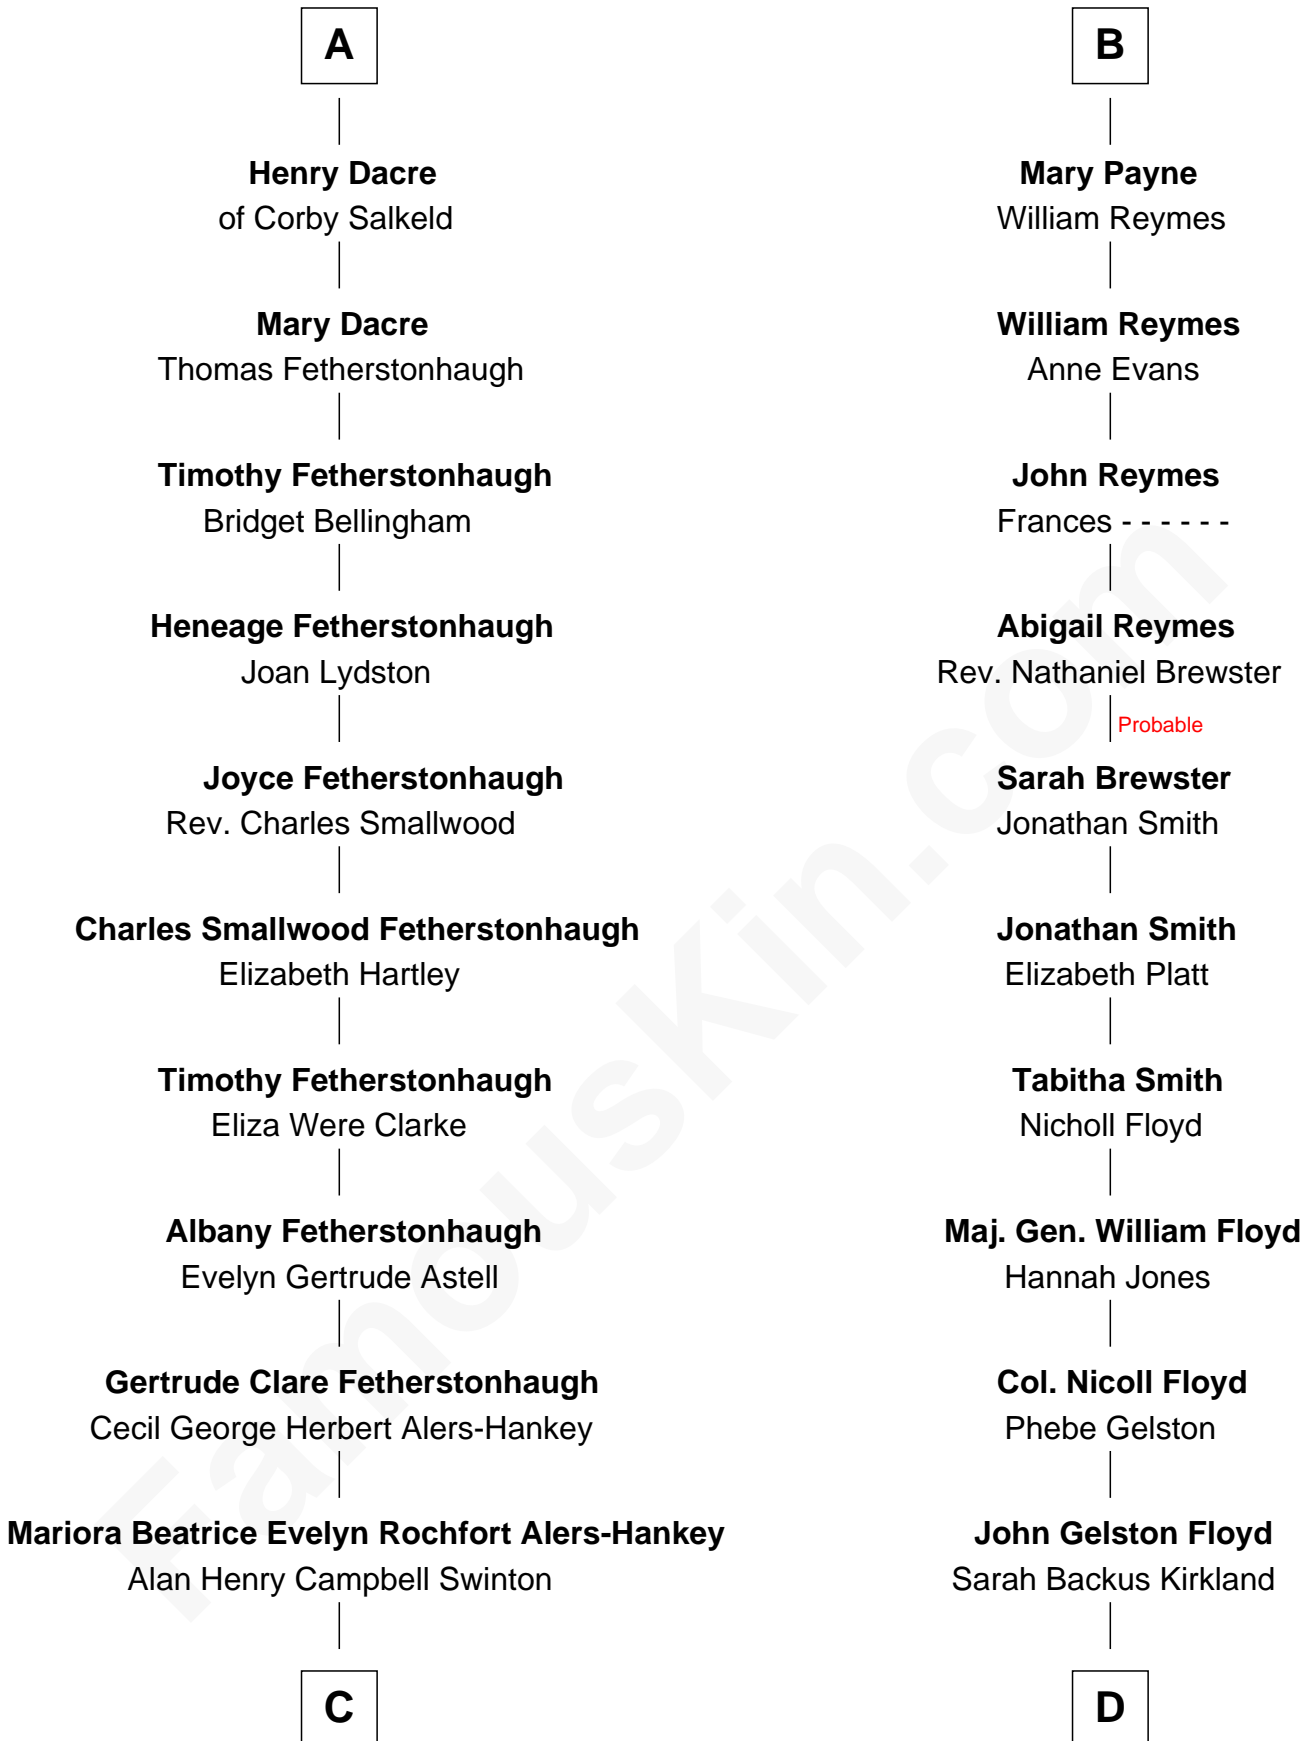 A
Henry Dacre
of Corby Salkeld
Mary Dacre
Thomas Fetherstonhaugh
Timothy Fetherstonhaugh
Bridget Bellingham
Heneage Fetherstonhaugh
Joan Lydston
Joyce Fetherstonhaugh
Rev. Charles Smallwood
Charles Smallwood Fetherstonhaugh
Elizabeth Hartley
Timothy Fetherstonhaugh
Eliza Were Clarke
Albany Fetherstonhaugh
Evelyn Gertrude Astell
Gertrude Clare Fetherstonhaugh
Cecil George Herbert Alers-Hankey
Mariora Beatrice Evelyn Rochfort Alers-Hankey
Alan Henry Campbell Swinton
C
B
Mary Payne
William Reymes
William Reymes
Anne Evans
John Reymes
Frances - - - - - -
Abigail Reymes
Rev. Nathaniel Brewster
Probable
Sarah Brewster
Jonathan Smith
Jonathan Smith
Elizabeth Platt
Tabitha Smith
Nicholl Floyd
Maj. Gen. William Floyd
Hannah Jones
Col. Nicoll Floyd
Phebe Gelston
John Gelston Floyd
Sarah Backus Kirkland
D
FamousKin.com